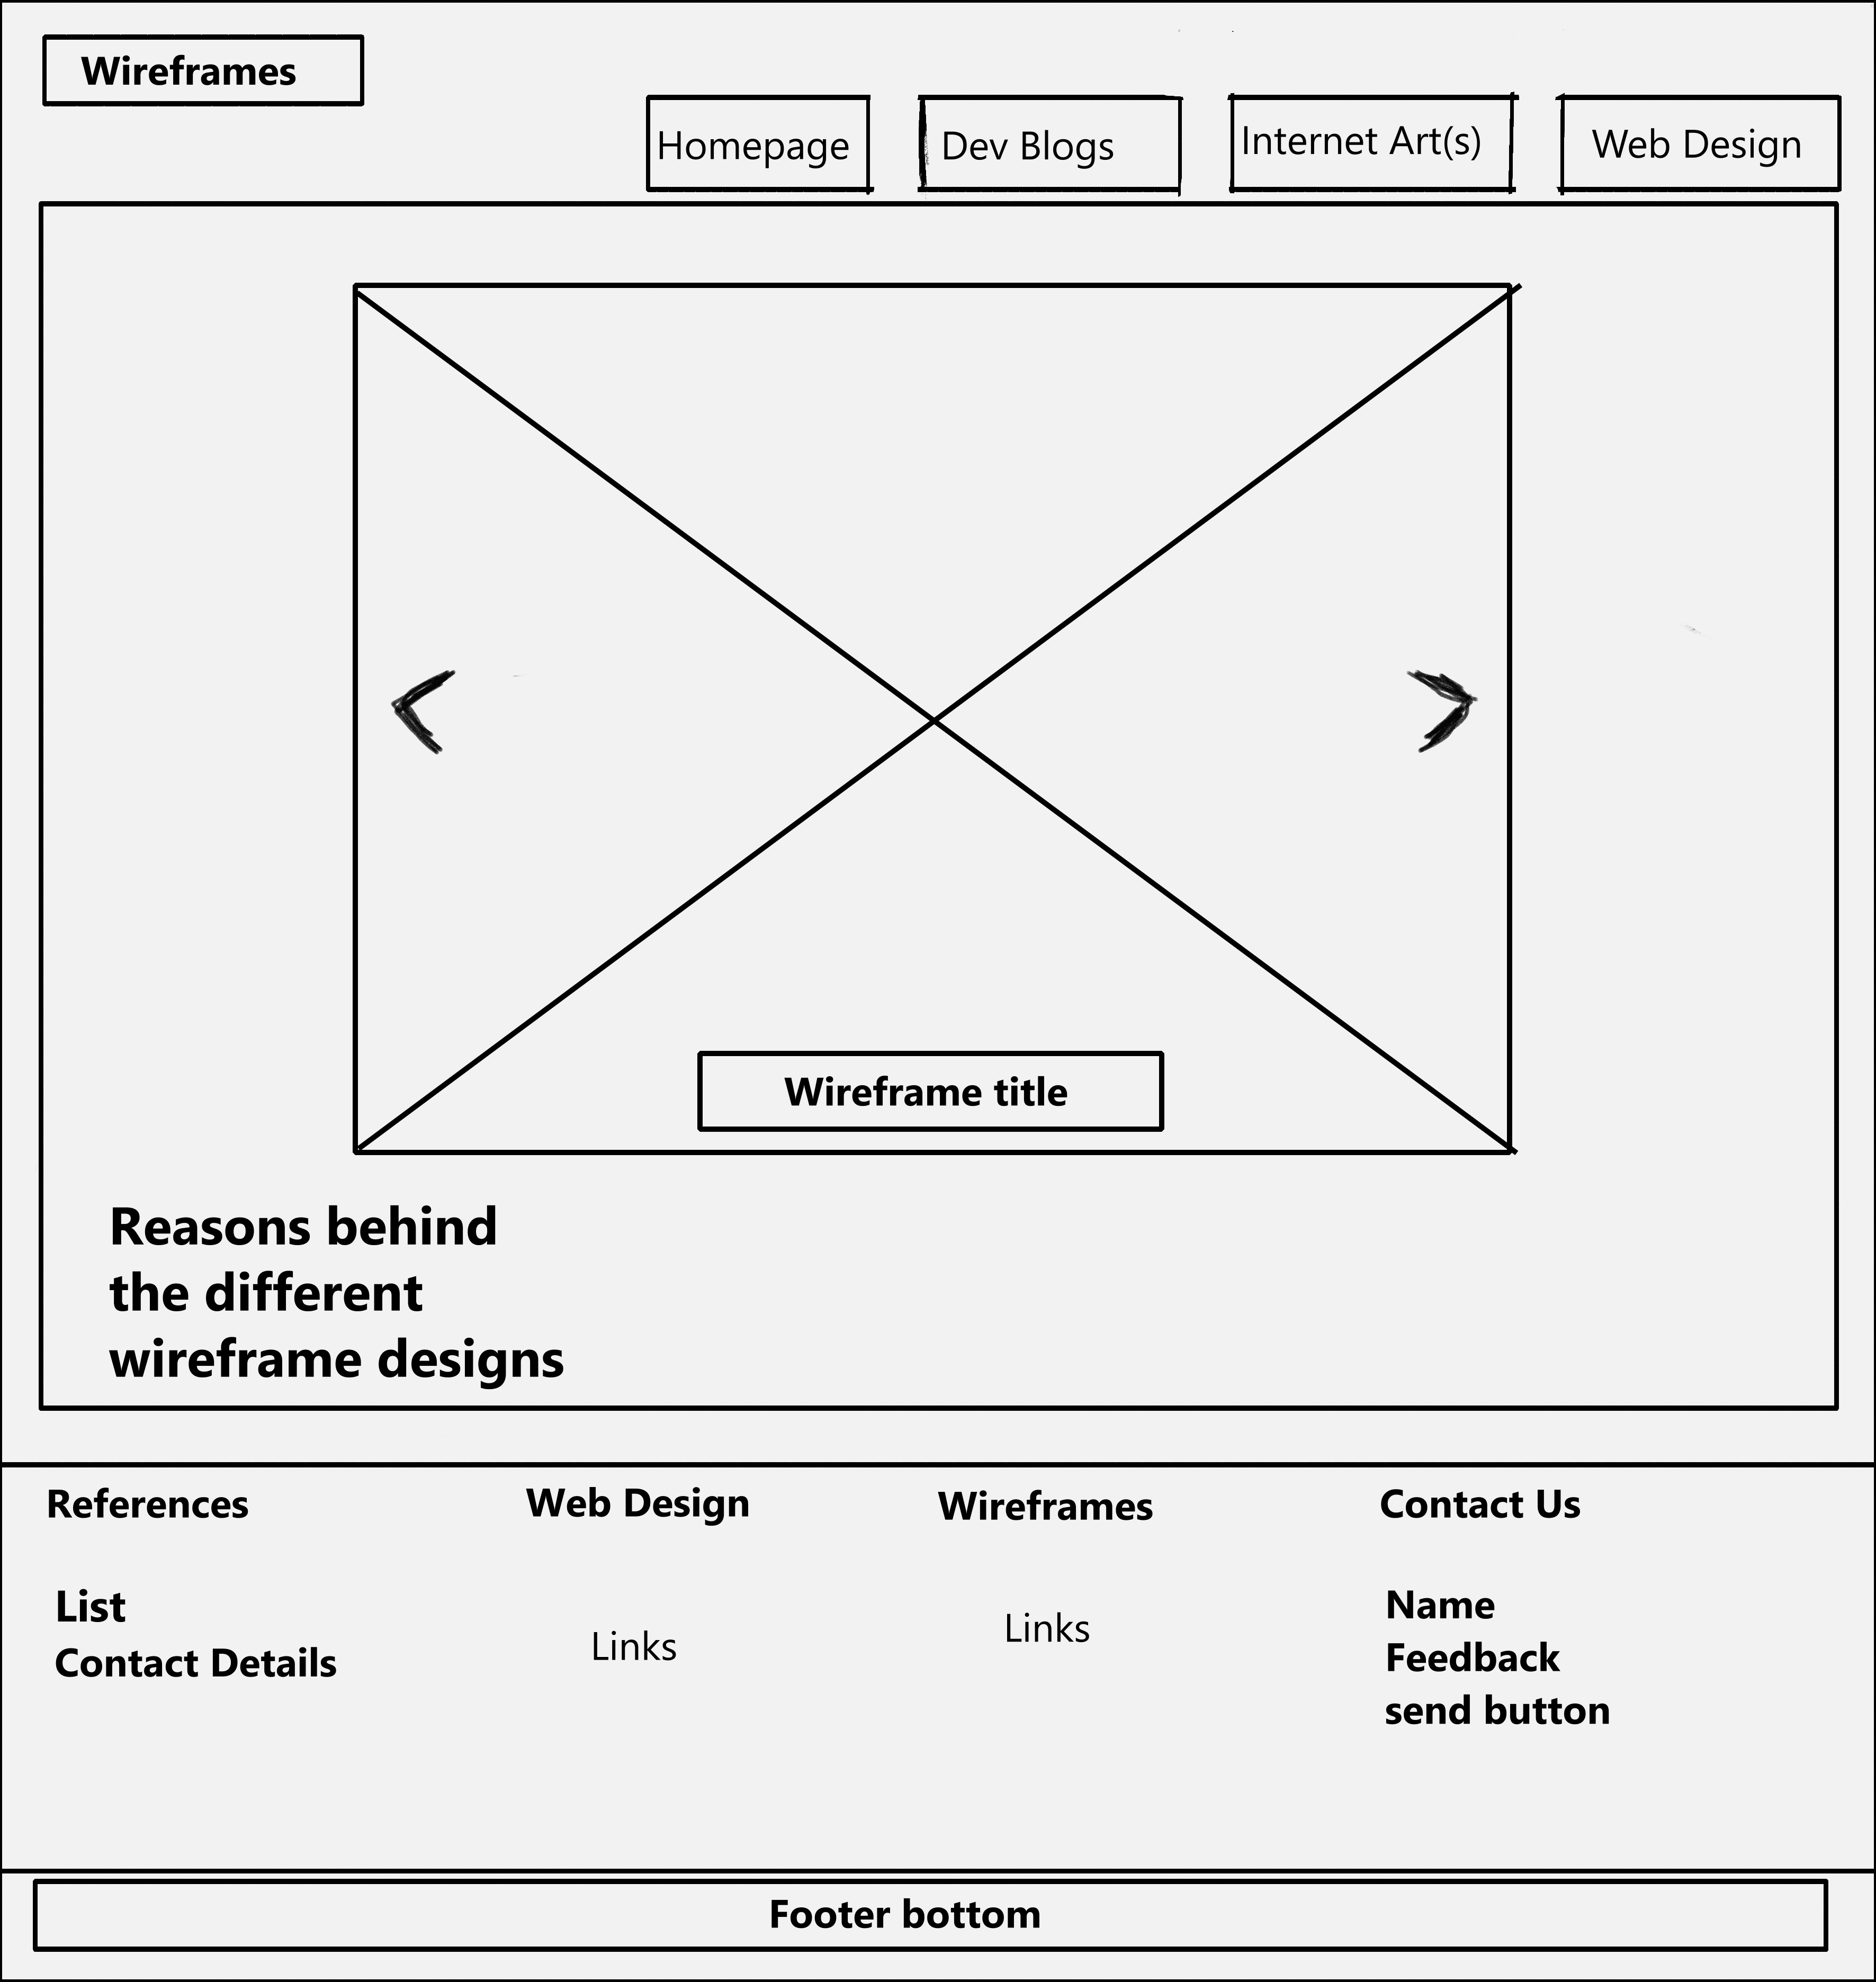 Wireframes
Homepage
Dev Blogs
Internet Art(s)
Web Design
Wireframe title
Reasons behind
the different
wireframe designs
References
Web Design
Wireframes
Contact Us
List
Contact Details
Links
Links
Name
Feedback
send button
Footer bottom